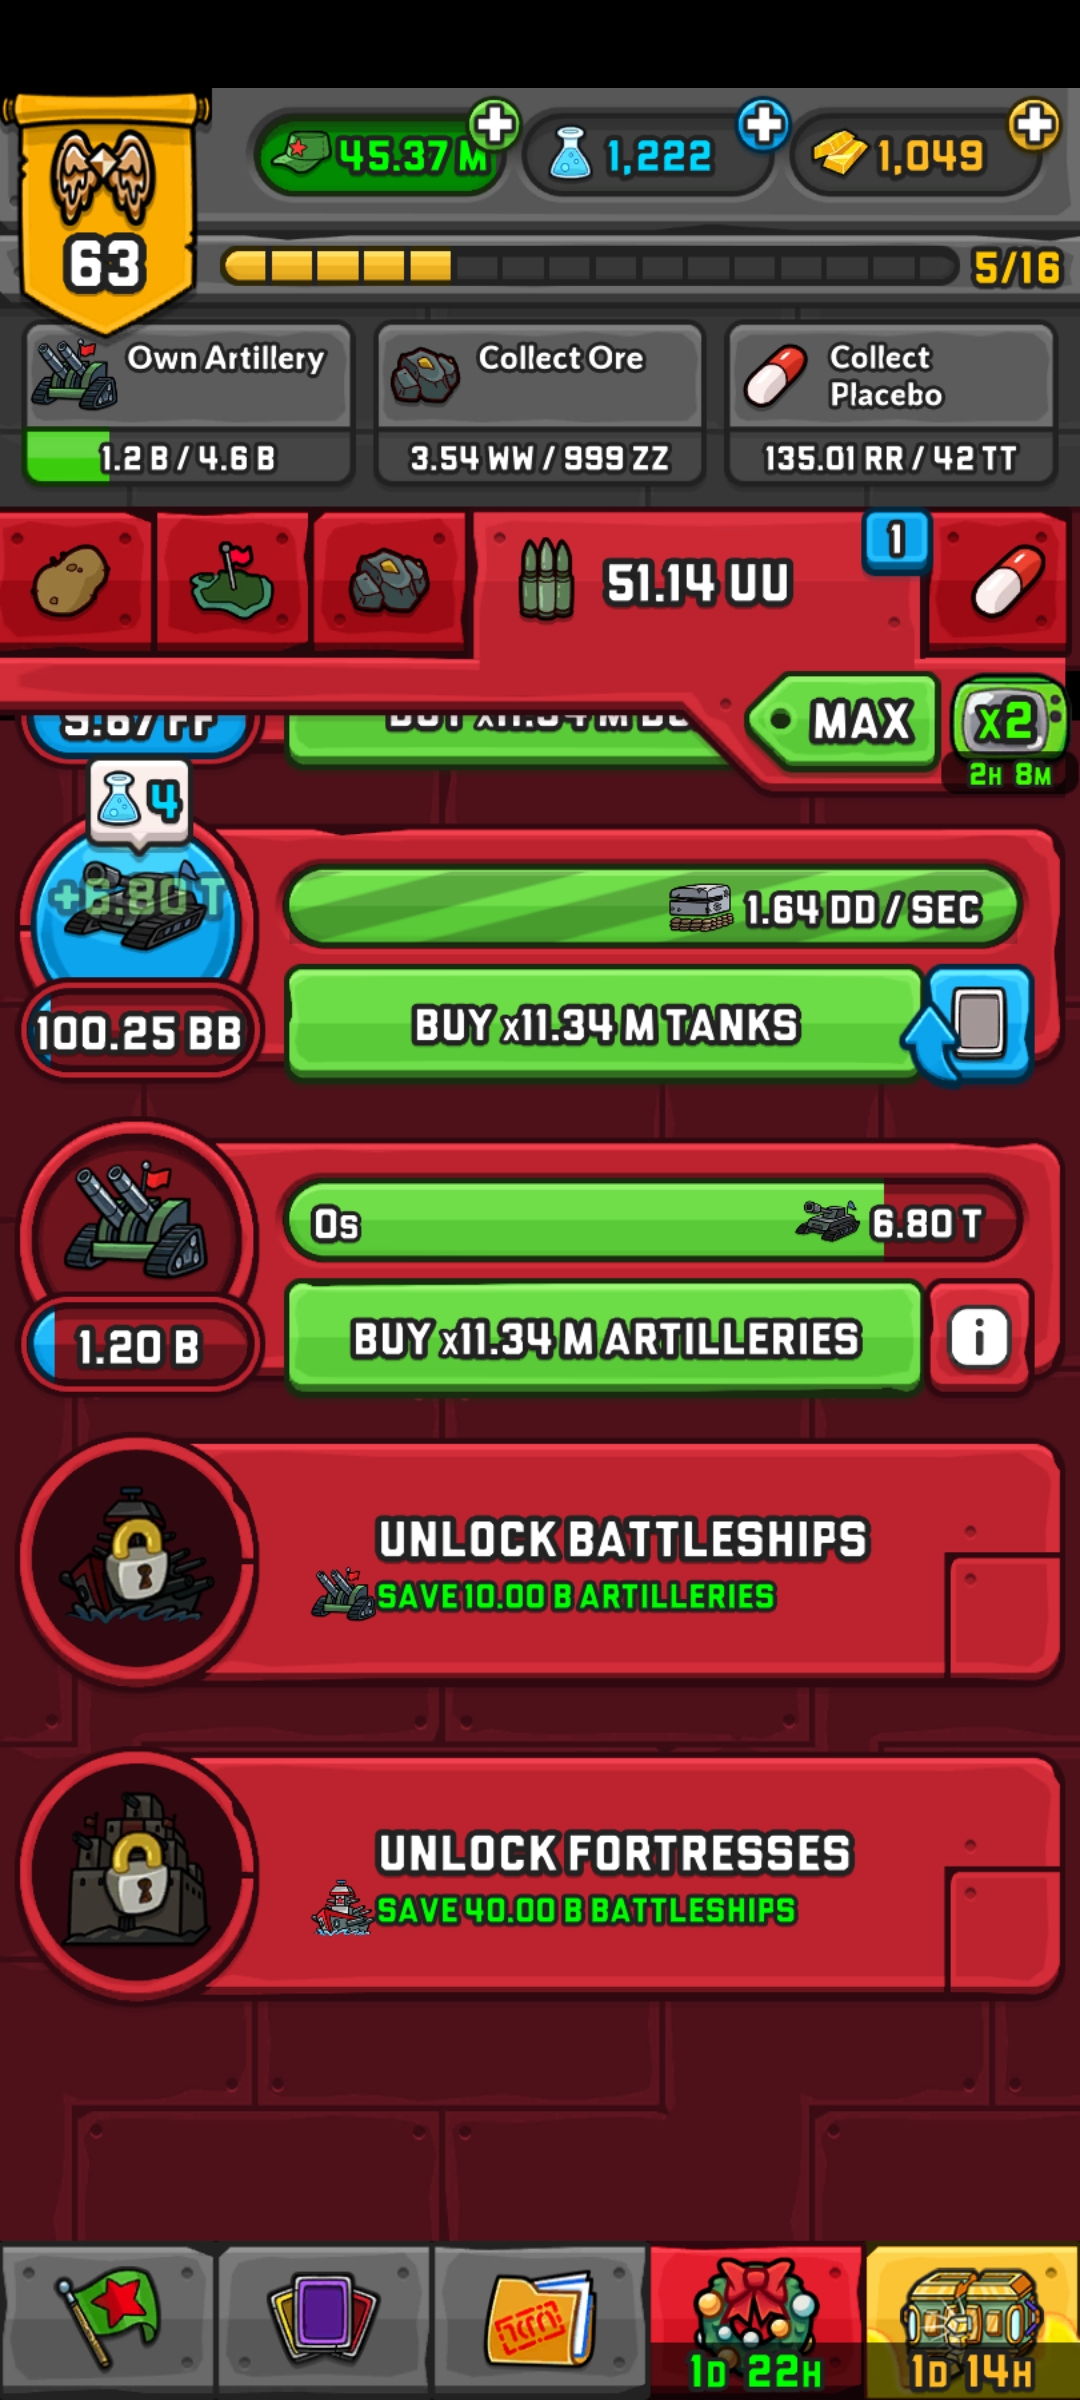 45.37 M
1,222
1,049
63
5/16
Own Artillery
1.2 B / 4.6 B
Collect Ore
3.54 WW / 999 ZZ
Collect
Placebo
135.01 RR / 42 TT
51.14 UU
1
MAX
x2
2H 8M
4
+6.80 T
1.64 DD / SEC
100.25 BB
BUY x11.34 M TANKS
0s
6.80 T
1.20 B
BUY x11.34 M ARTILLERIES
i
UNLOCK BATTLESHIPS
SAVE 10.00 B ARTILLERIES
UNLOCK FORTRESSES
SAVE 40.00 B BATTLESHIPS
1D 22H
1D 14H